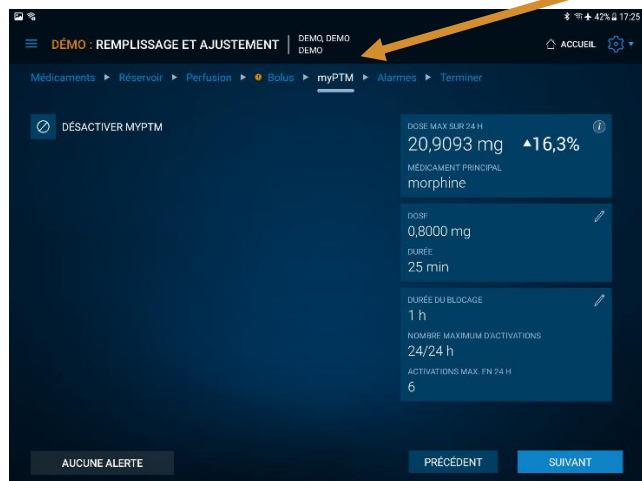 42% 17:25
DÉMO : REMPLISSAGE ET AJUSTEMENT
DEMO, DEMO
DEMO
ACCUEIL
Médicaments ► Réservoir ► Perfusion ► Bolus ► myPTM ► Alarmes ► Terminer
DÉSACTIVER MYPTM
DOSE MAX SUR 24 H
20,9093 mg ▲16,3%
MÉDICAMENT PRINCIPAL
morphine
DOSE
0,8000 mg
DURÉE
25 min
DURÉE DU BLOCAGE
1 h
NOMBRE MAXIMUM D'ACTIVATIONS
24/24 h
ACTIVATIONS MAX. EN 24 H
6
AUCUNE ALERTE
PRÉCÉDENT
SUIVANT